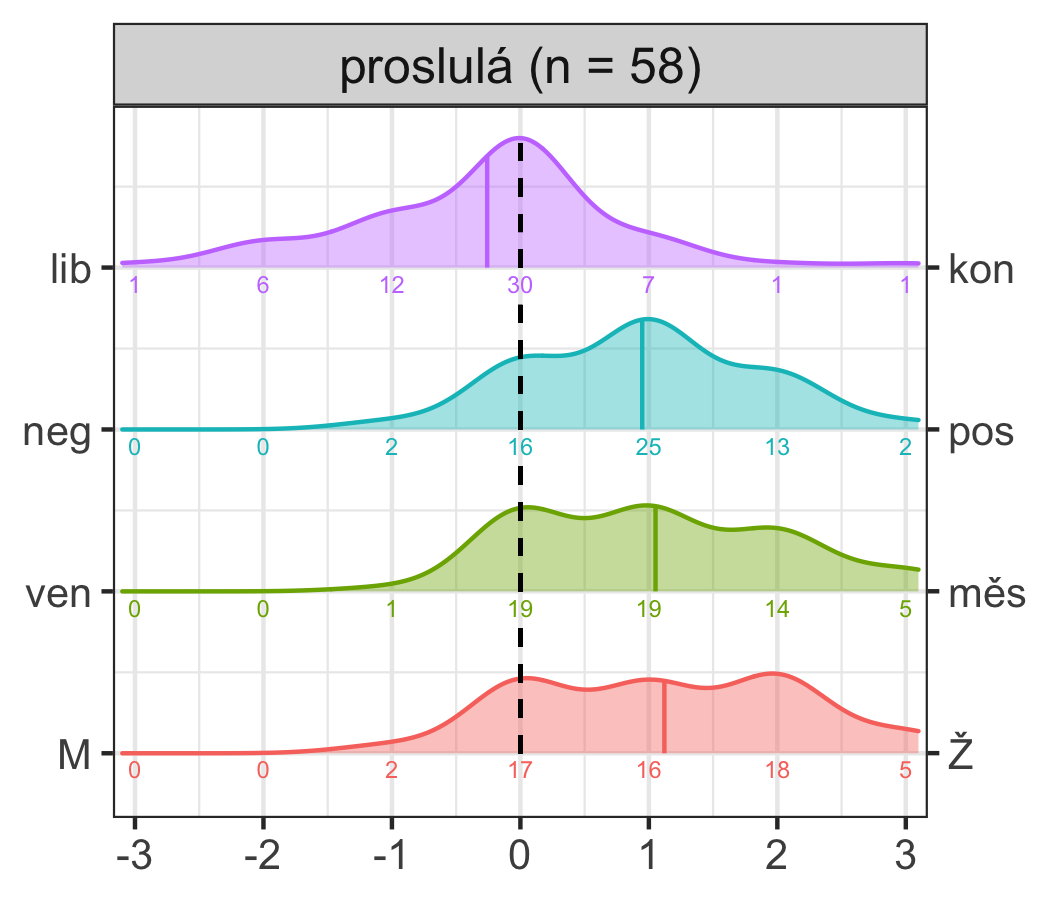 proslulá (n = 58)
lib kon
1 6 12 30 7 1 1
neg pos
0 0 2 16 25 13 2
ven měs
0 0 1 19 19 14 5
M Ž
0 0 2 17 16 18 5
-3 -2 -1 0 1 2 3